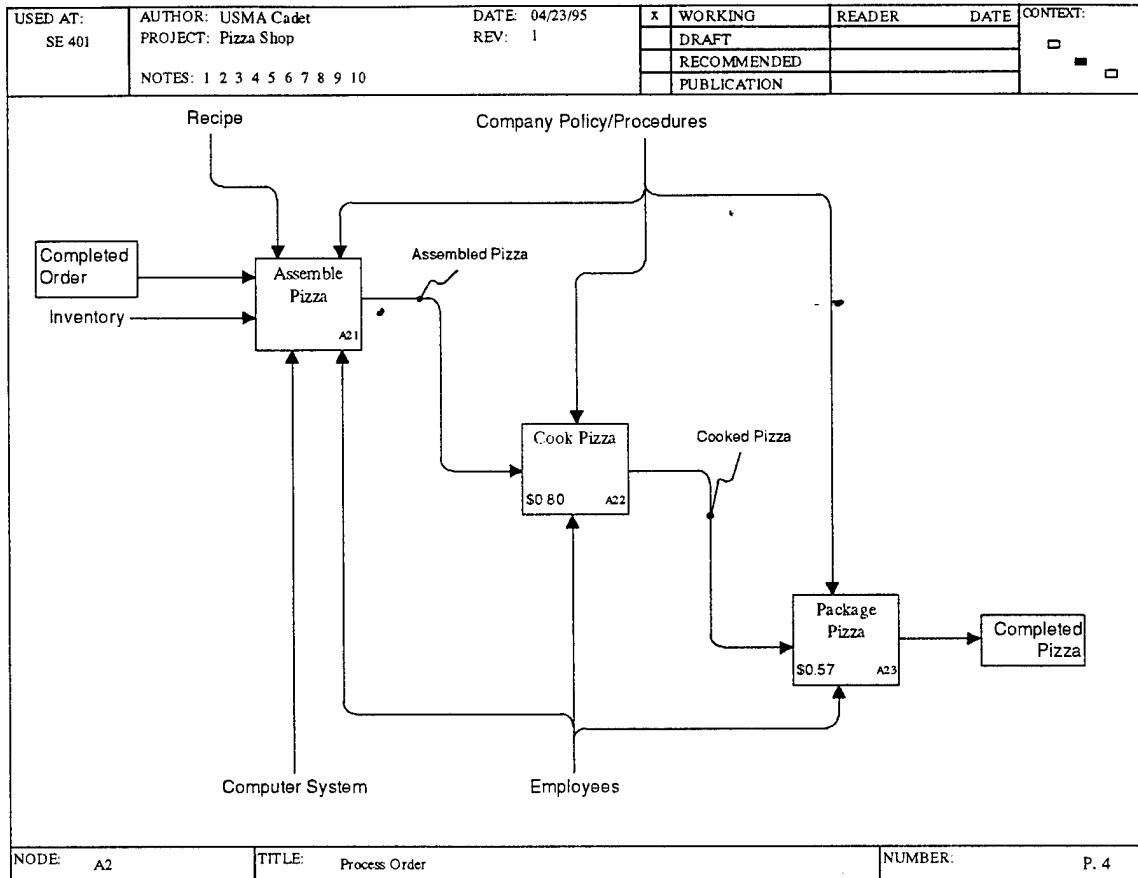 USED AT:
SE 401
AUTHOR: USMA Cadet
PROJECT: Pizza Shop
NOTES: 1 2 3 4 5 6 7 8 9 10
DATE: 04/23/95
REV: 1
x WORKING
DRAFT
RECOMMENDED
PUBLICATION
READER DATE
CONTEXT:
Recipe
Company Policy/Procedures
Completed
Order
Inventory
Assemble
Pizza
A21
Assembled Pizza
Cook Pizza
$0 80 A22
Cooked Pizza
Package
Pizza
$0.57 A23
Completed
Pizza
Computer System
Employees
NODE: A2
TITLE: Process Order
NUMBER: P. 4